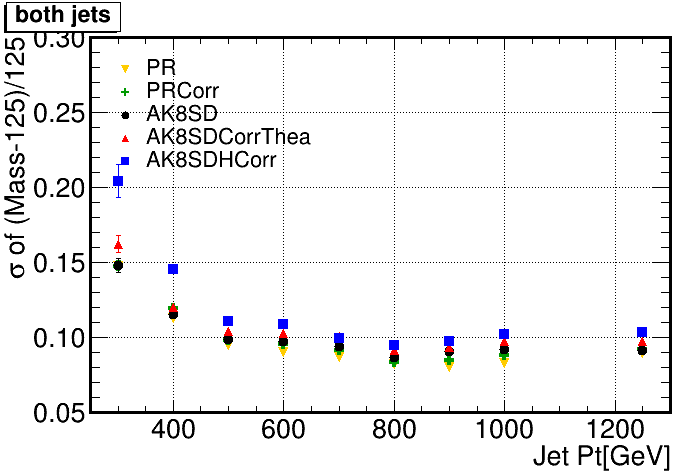 both jets
σ of (Mass-125)/125
0.30
0.25
0.20
0.15
0.10
0.05
PR
PRCorr
AK8SD
AK8SDCorrThea
AK8SDHCorr
400 600 800 1000 1200
Jet Pt[GeV]